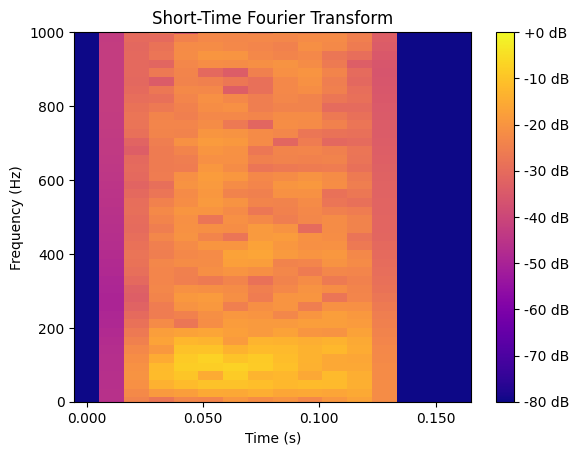 Short-Time Fourier Transform
1000
800
600
400
200
0
Frequency (Hz)
0.000
0.050
0.100
0.150
Time (s)
+0 dB
-10 dB
-20 dB
-30 dB
-40 dB
-50 dB
-60 dB
-70 dB
-80 dB